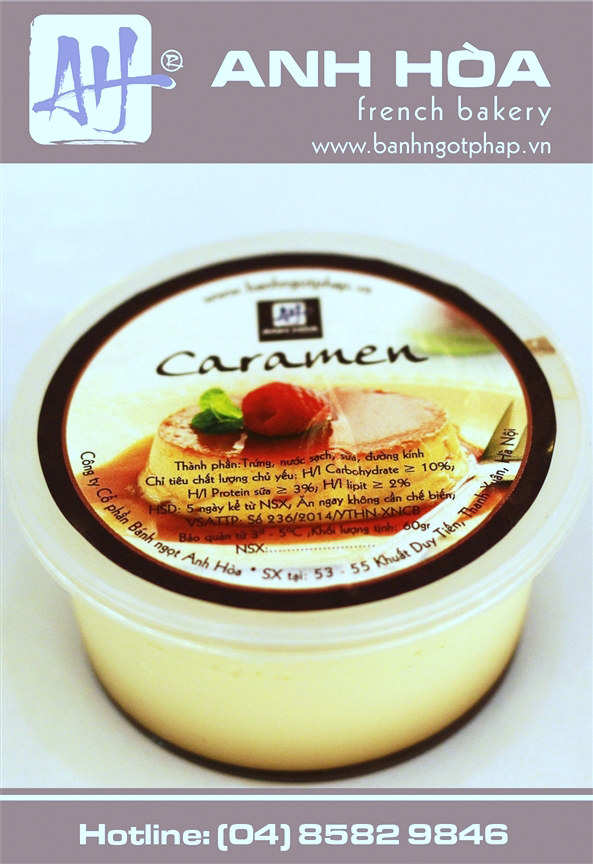 AH®
ANH HÒA
french bakery
www.banhngotphap.vn
www.banhngotphap.vn
AH
ANH HÒA
Caramen
Thành phần:Trứng, nước sạch, sữa, đường kính
Chỉ tiêu chất lượng chủ yếu: H/l Carbohydrate ≥ 10%,
H/l Protein sữa ≥ 3%, H/l lipit ≥ 2%
HSD: 5 ngày kể từ NSX, Ăn ngay không cần chế biến,
VSATTP. Số 236/2014/YTHN.XNCB
Bảo quản từ 3° - 5°C ,Khối lượng tịnh: 60gr
NSX:........................
Công ty Cổ phần Bánh ngọt Anh Hòa * SX tại: 53 - 55 Khuất Duy Tiến, Thanh Xuân, Hà Nội
Hotline: (04) 8582 9846